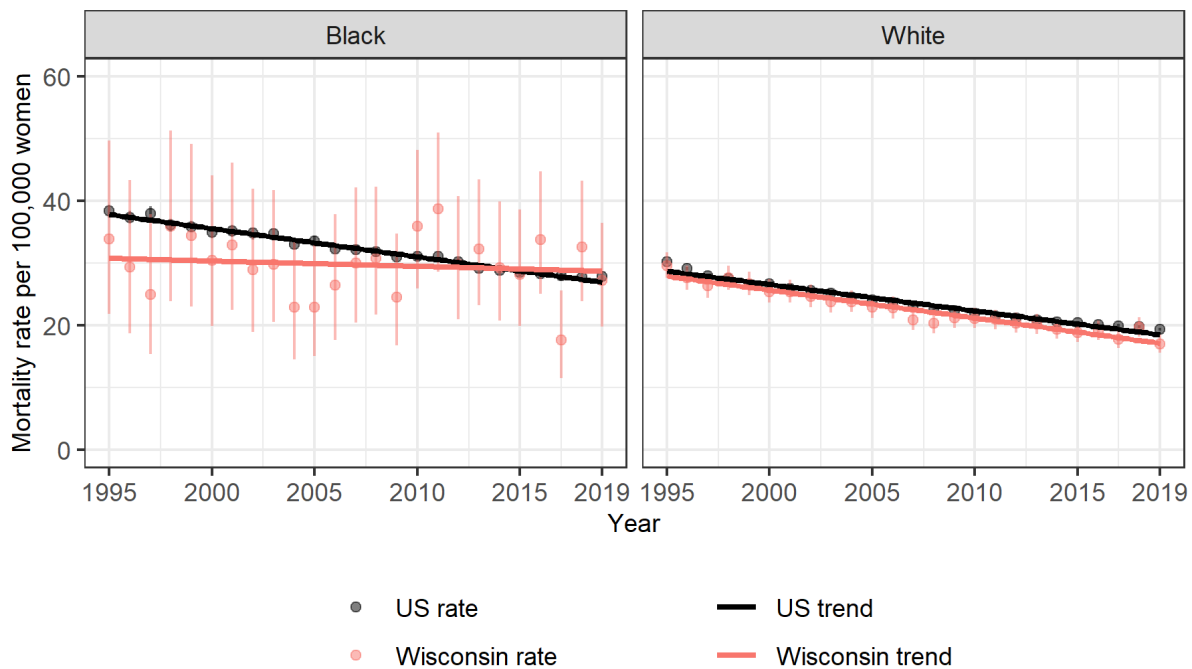 Black
White
Mortality rate per 100,000 women
60
40
20
0
1995 2000 2005 2010 2015 2019
1995 2000 2005 2010 2015 2019
Year
US rate
US trend
Wisconsin rate
Wisconsin trend